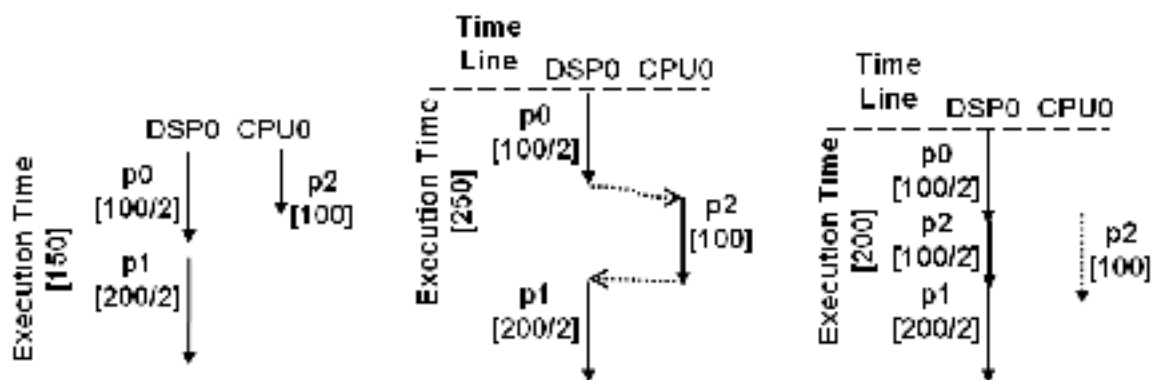 DSP0 CPU0
Execution Time
[150]
p0
[100/2]
p2
[100]
p1
[200/2]
Time
Line
DSP0 CPU0
Execution Time
[250]
p0
[100/2]
p2
[100]
p1
[200/2]
Time
Line
DSP0 CPU0
Execution Time
[200]
p0
[100/2]
p2
[100/2]
p2
[100]
p1
[200/2]